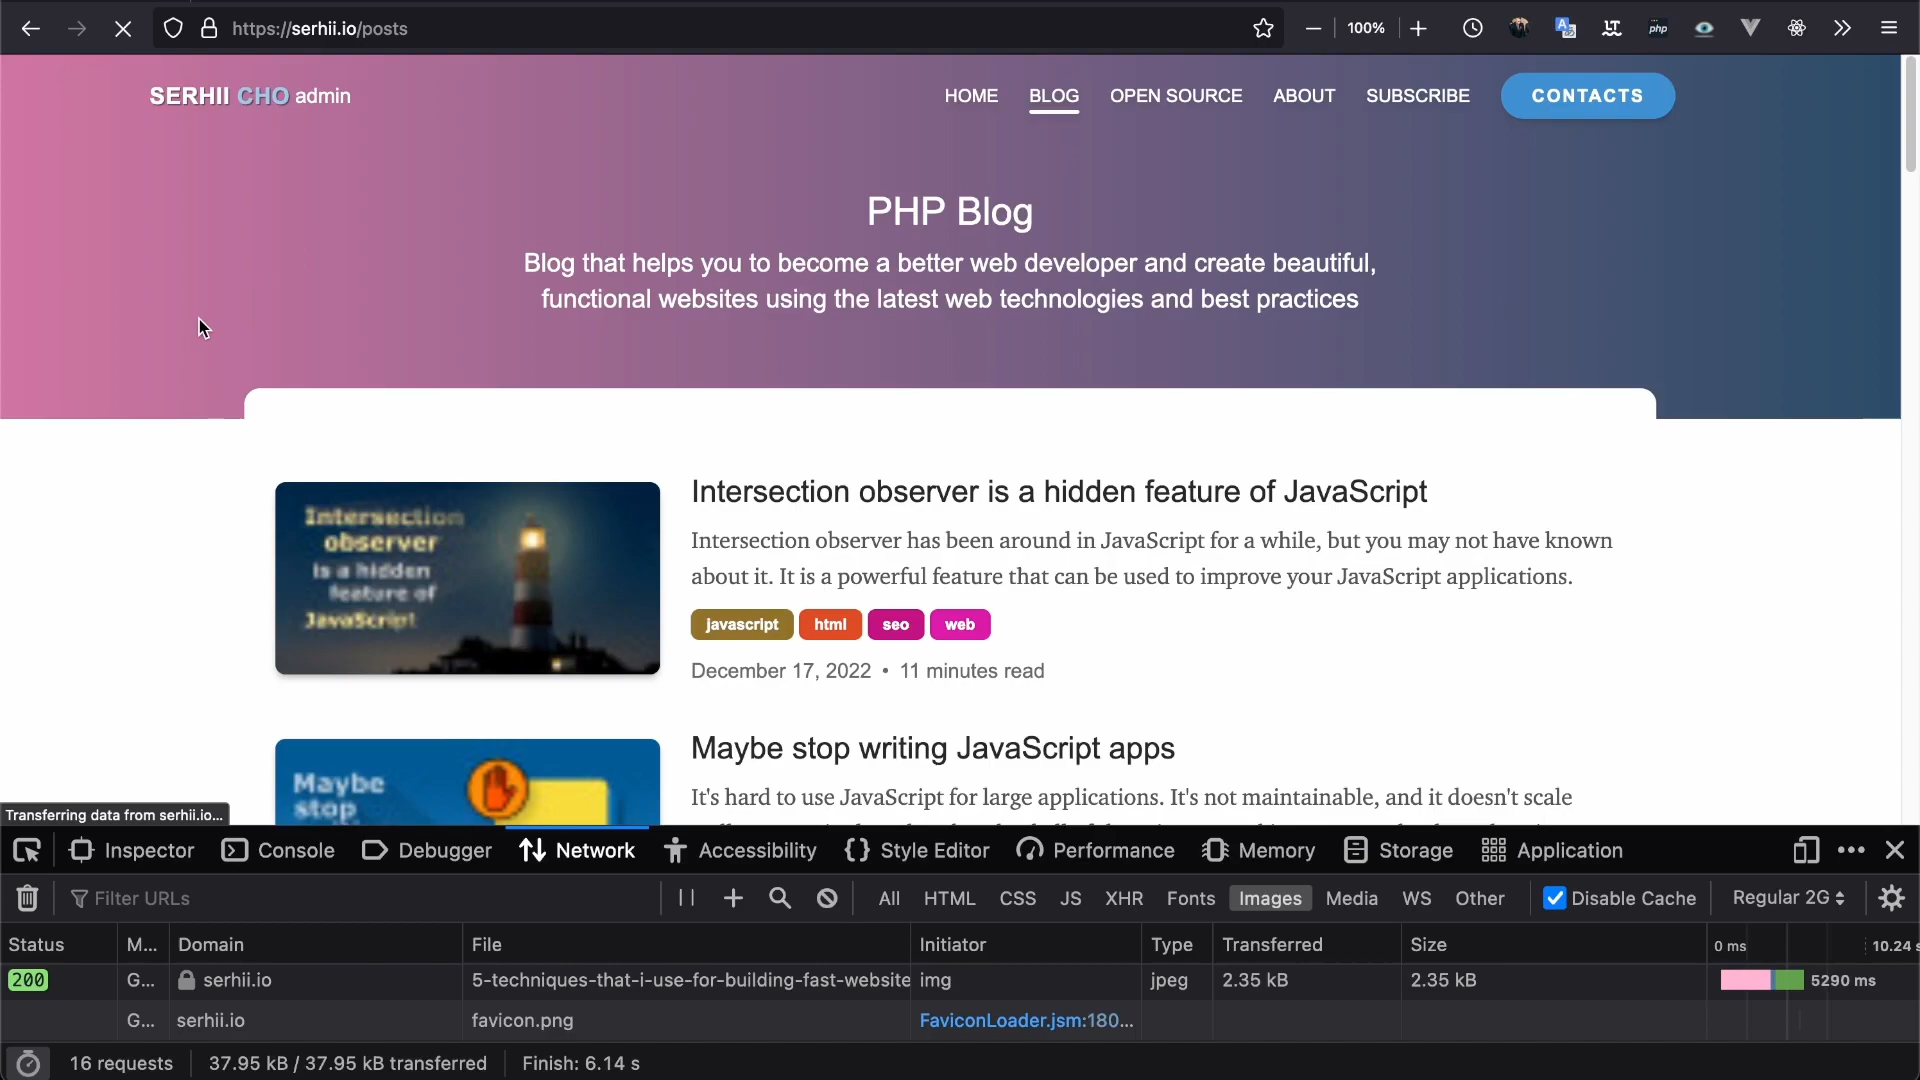 https://serhii.io/posts
100%
LT
php
SERHII CHO admin
HOME
BLOG
OPEN SOURCE
ABOUT
SUBSCRIBE
CONTACTS
PHP Blog
Blog that helps you to become a better web developer and create beautiful,
functional websites using the latest web technologies and best practices
Intersection
observer
is a hidden
feature of
JavaScript
Intersection observer is a hidden feature of JavaScript
Intersection observer has been around in JavaScript for a while, but you may not have known
about it. It is a powerful feature that can be used to improve your JavaScript applications.
javascript
html
seo
web
December 17, 2022 • 11 minutes read
Maybe
stop
Maybe stop writing JavaScript apps
It's hard to use JavaScript for large applications. It's not maintainable, and it doesn't scale
Transferring data from serhii.io...
Inspector
Console
Debugger
Network
Accessibility
Style Editor
Performance
Memory
Storage
Application
Filter URLs
All
HTML
CSS
JS
XHR
Fonts
Images
Media
WS
Other
Disable Cache
Regular 2G
Status
M...
Domain
File
Initiator
Type
Transferred
Size
0 ms
10.24 s
200
G...
serhii.io
5-techniques-that-i-use-for-building-fast-website
img
jpeg
2.35 kB
2.35 kB
5290 ms
G...
serhii.io
favicon.png
FaviconLoader.jsm:180...
16 requests
37.95 kB / 37.95 kB transferred
Finish: 6.14 s